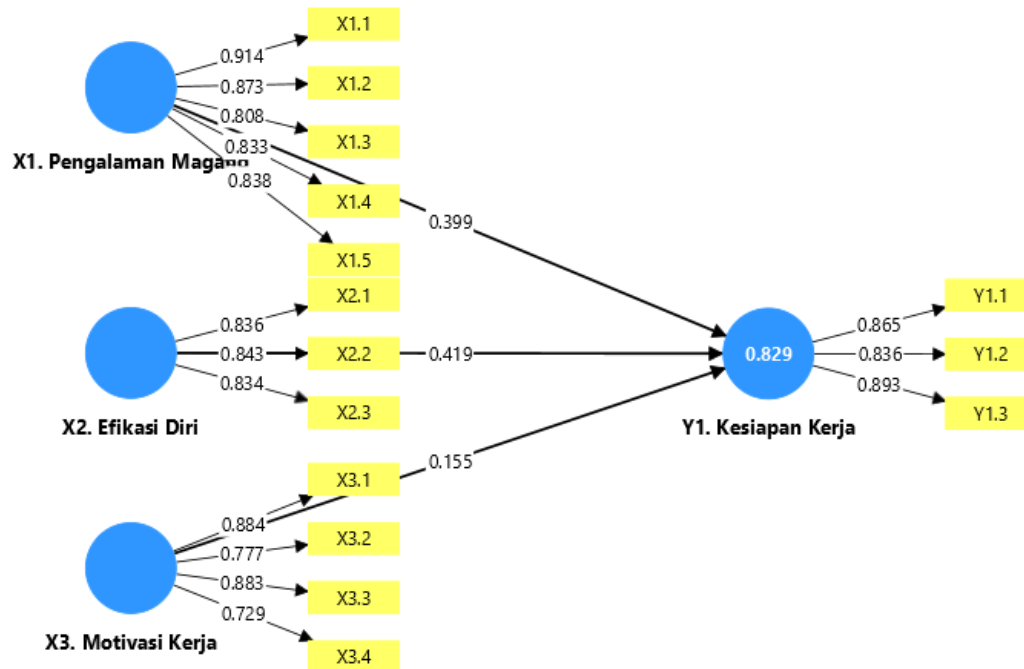 X1.1
0.914
X1.2
0.873
0.808
X1.3
0.833
X1. Pengalaman Magang
0.838
X1.4
0.399
X1.5
X2.1
0.836
0.843
X2.2
0.419
0.834
X2.3
X2. Efikasi Diri
0.829
Y1.1
0.865
0.836
Y1.2
0.893
Y1.3
Y1. Kesiapan Kerja
0.155
X3.1
0.884
X3.2
0.777
0.883
X3.3
0.729
X3. Motivasi Kerja
X3.4